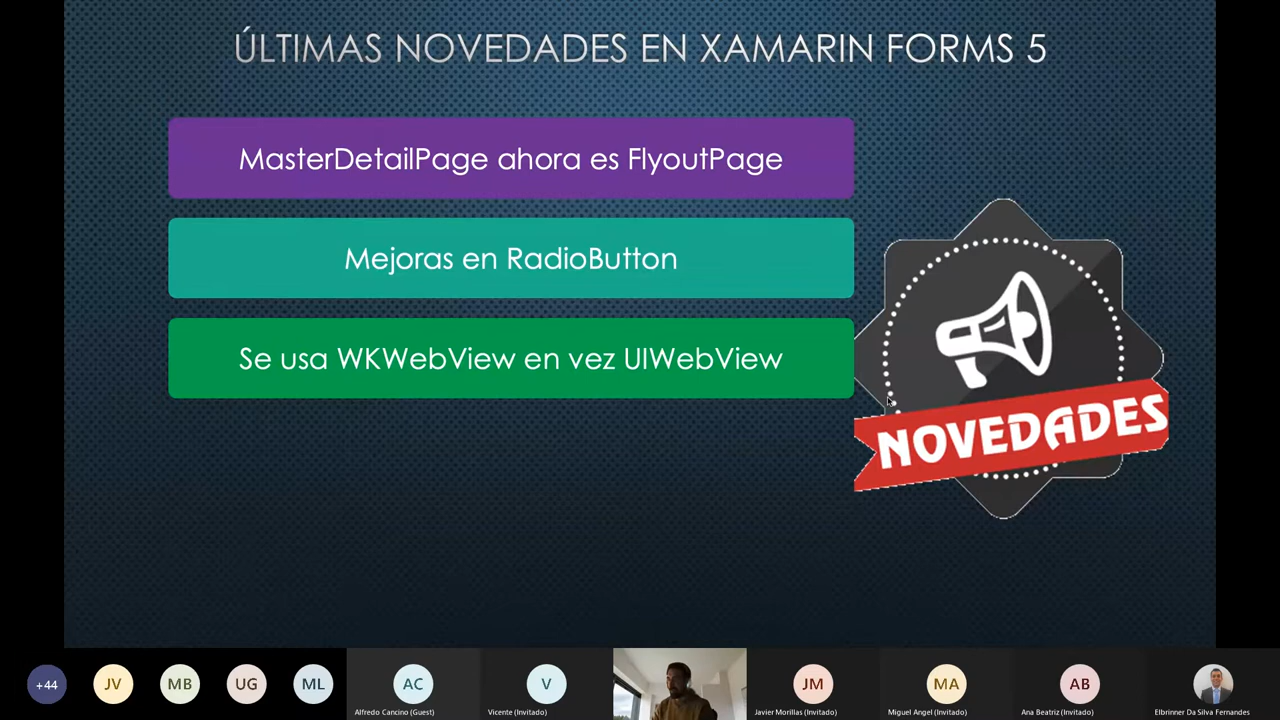 ÚLTIMAS NOVEDADES EN XAMARIN FORMS 5
MasterDetailPage ahora es FlyoutPage
Mejoras en RadioButton
Se usa WKWebView en vez UIWebView
NOVEDADES
+44
JV
MB
UG
ML
AC
Alfredo Cancino (Guest)
V
Vicente (Invitado)
JM
Javier Morillas (Invitado)
MA
Miguel Angel (Invitado)
AB
Ana Beatriz (Invitado)
Elbrinner Da Silva Fernandes